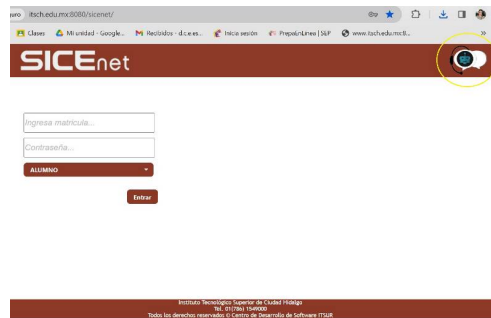 itsch.edu.mx:8080/sicenet/
Clases Mi unidad - Google... Recibidos - d.c.e.es... Inicia sesión PrepaEnLinea | SEP www.itsch.edu.mx:8... »
SICEnet
Ingresa matrícula...
Contraseña...
ALUMNO
Entrar
Instituto Tecnológico Superior de Ciudad Hidalgo
Tel. 01(786) 1549000
Todos los derechos reservados © Centro de Desarrollo de Software ITSUR